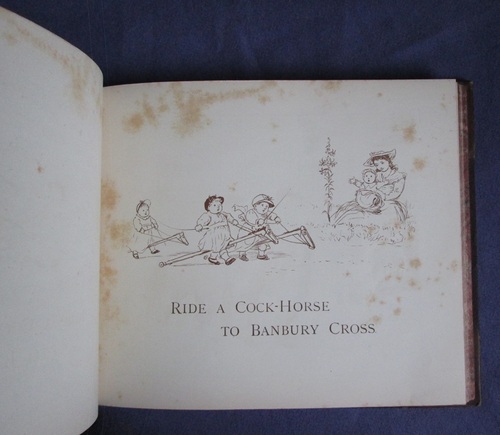 RIDE A COCK-HORSE
TO BANBURY CROSS